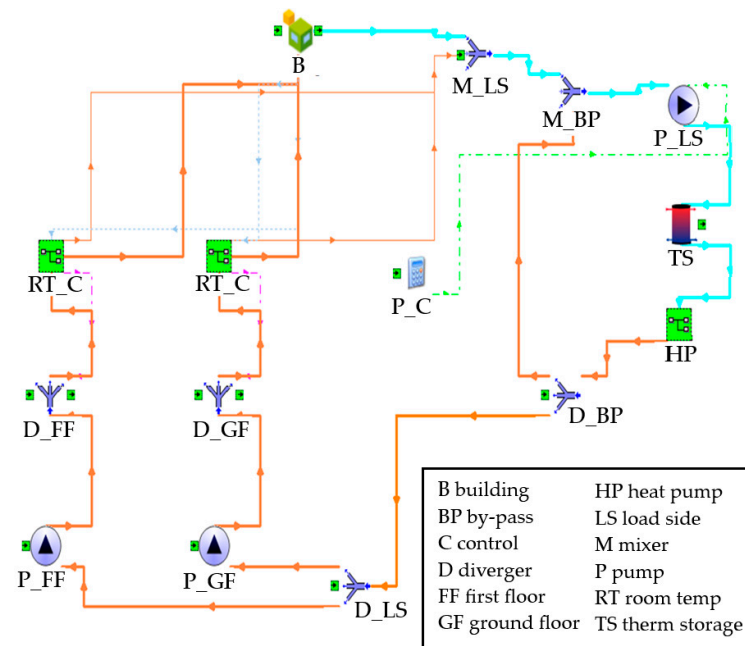 B
M_LS
M_BP
P_LS
RT_C
RT_C
P_C
TS
HP
D_FF
D_GF
D_BP
P_FF
P_GF
D_LS
B building
BP by-pass
C control
D diverger
FF first floor
GF ground floor
HP heat pump
LS load side
M mixer
P pump
RT room temp
TS therm storage